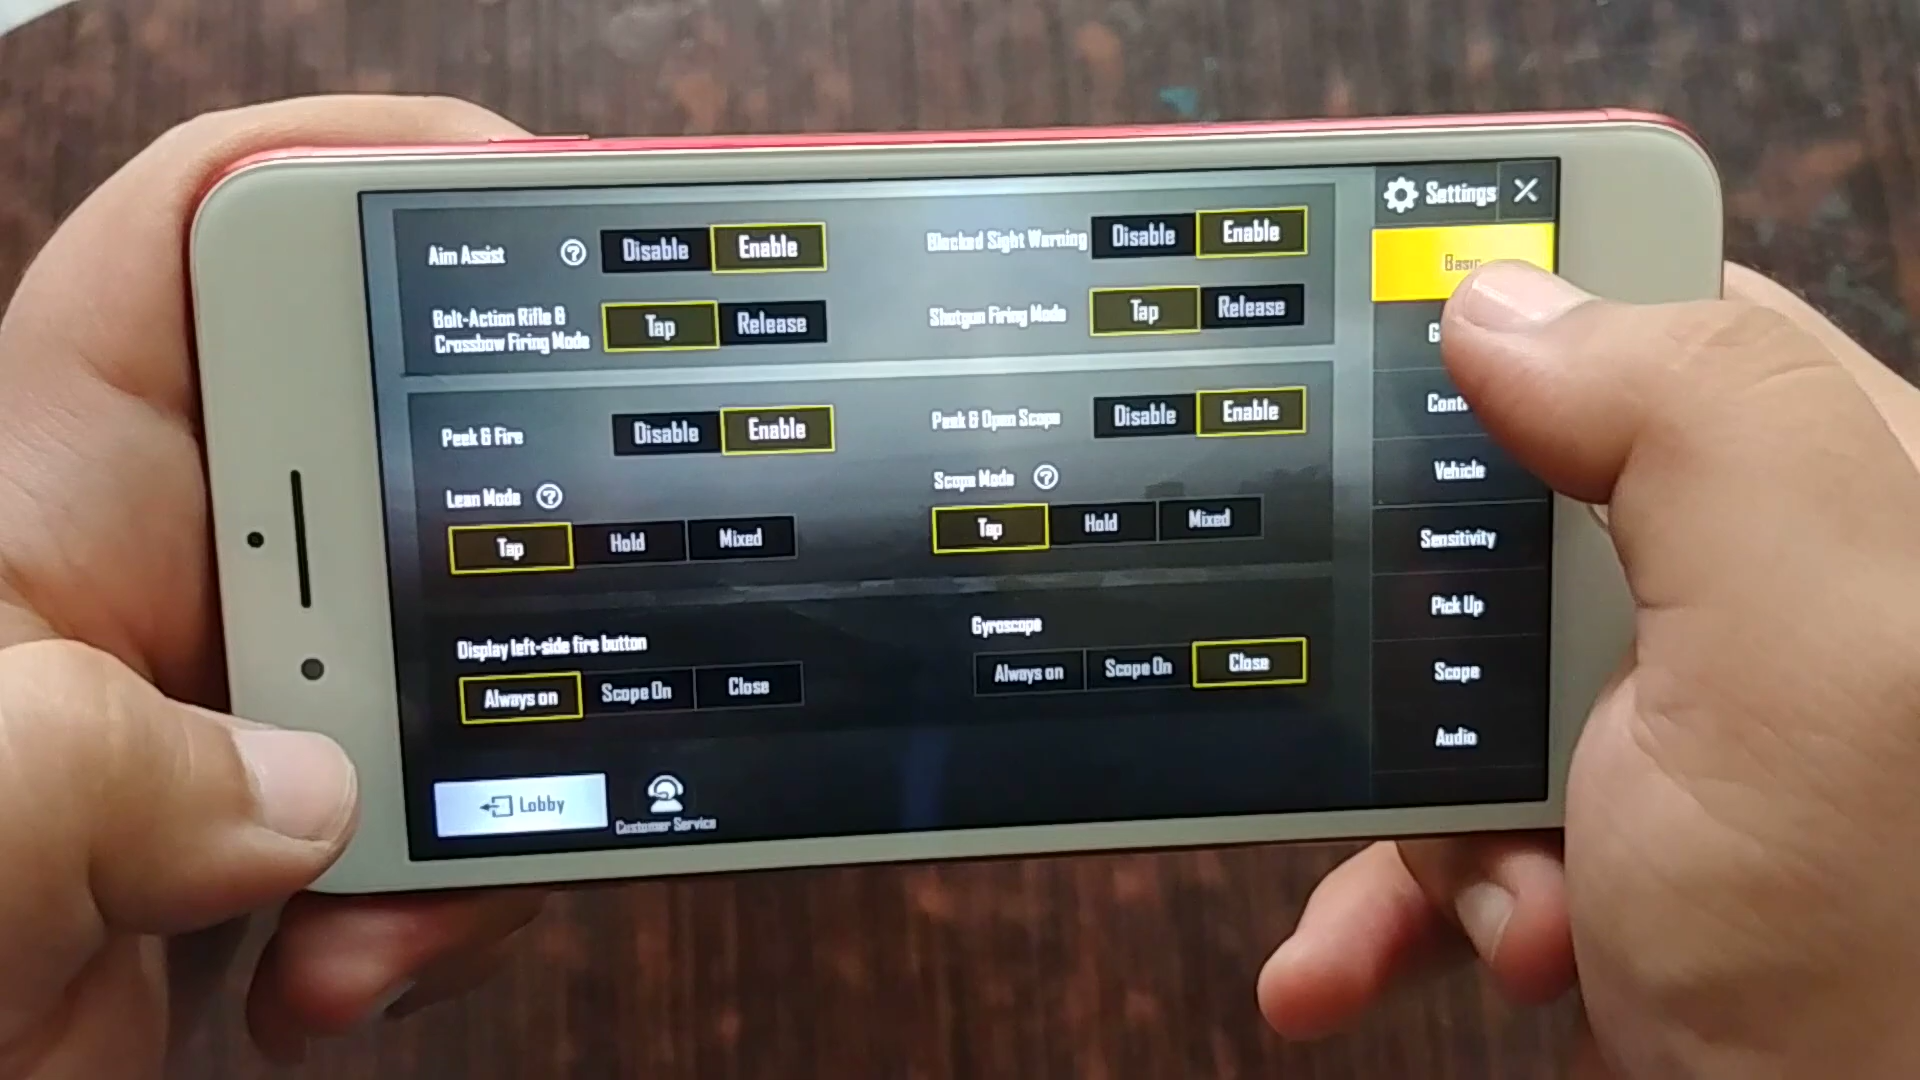 Settings
Aim Assist ? Disable Enable
Blocked Sight Warning Disable Enable
Bolt-Action Rifle &
Crossbow Firing Mode
Tap Release
Shotgun Firing Mode Tap Release
Peek & Fire Disable Enable
Peek & Open Scope Disable Enable
Lean Mode ?
Tap Hold Mixed
Scope Mode ?
Tap Hold Mixed
Display left-side fire button
Always on Scope On Close
Gyroscope
Always on Scope On Close
Lobby
Customer Service
Basic
Vehicle
Sensitivity
Pick Up
Scope
Audio